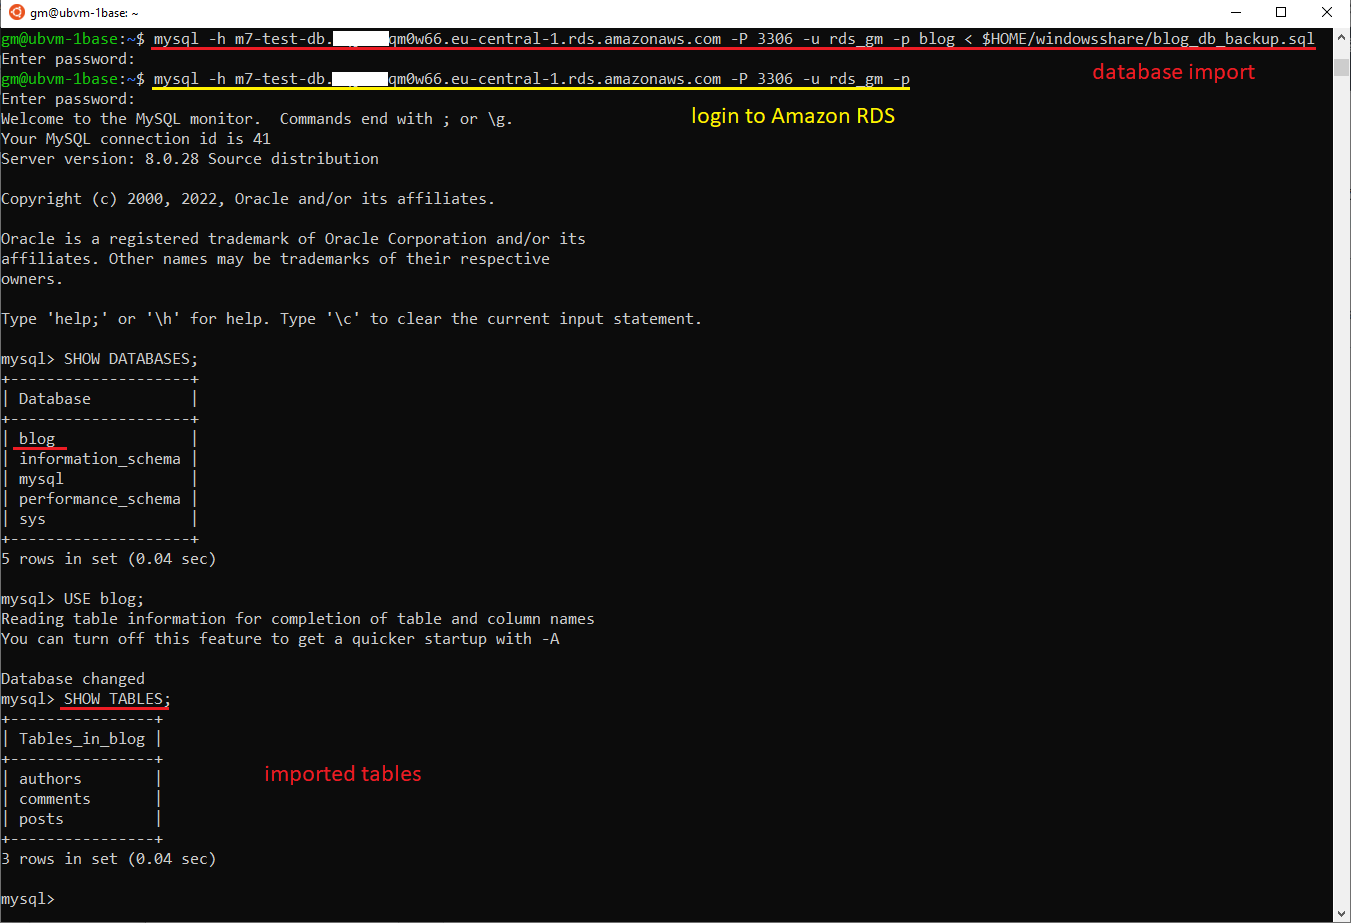 gm@ubvm-1base: ~
gm@ubvm-1base:~$ mysql -h m7-test-db. qm0w66.eu-central-1.rds.amazonaws.com -P 3306 -u rds_gm -p blog < $HOME/windowsshare/blog_db_backup.sql
Enter password:
database import
gm@ubvm-1base:~$ mysql -h m7-test-db. qm0w66.eu-central-1.rds.amazonaws.com -P 3306 -u rds_gm -p
Enter password:
login to Amazon RDS
Welcome to the MySQL monitor.  Commands end with ; or \g.
Your MySQL connection id is 41
Server version: 8.0.28 Source distribution
Copyright (c) 2000, 2022, Oracle and/or its affiliates.
Oracle is a registered trademark of Oracle Corporation and/or its
affiliates. Other names may be trademarks of their respective
owners.
Type 'help;' or '\h' for help. Type '\c' to clear the current input statement.
mysql> SHOW DATABASES;
+--------------------+
| Database           |
+--------------------+
| blog               |
| information_schema |
| mysql              |
| performance_schema |
| sys                |
+--------------------+
5 rows in set (0.04 sec)
mysql> USE blog;
Reading table information for completion of table and column names
You can turn off this feature to get a quicker startup with -A
Database changed
mysql> SHOW TABLES;
+----------------+
| Tables_in_blog |
+----------------+
| authors        |
imported tables
| comments       |
| posts          |
+----------------+
3 rows in set (0.04 sec)
mysql>